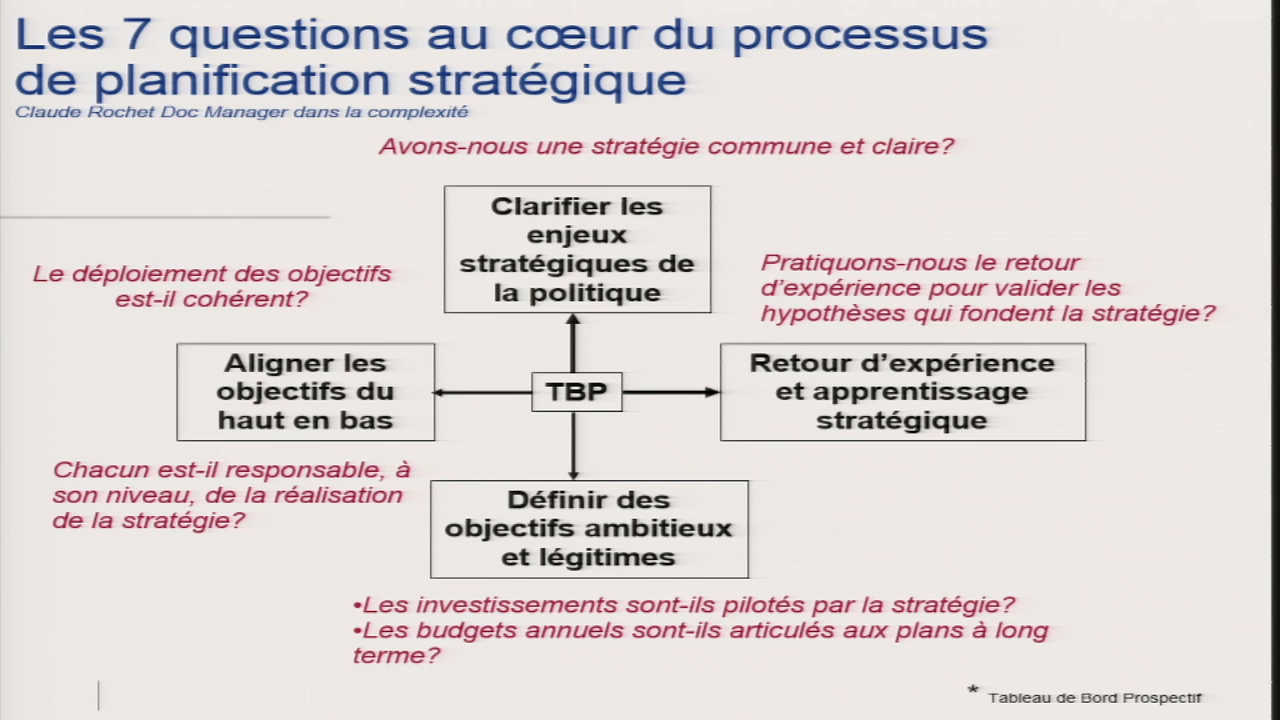 Les 7 questions au cœur du processus
de planification stratégique
Claude Rochet Doc Manager dans la complexité
Avons-nous une stratégie commune et claire?
Clarifier les
enjeux
stratégiques de
la politique
Le déploiement des objectifs
est-il cohérent?
Pratiquons-nous le retour
d'expérience pour valider les
hypothèses qui fondent la stratégie?
Aligner les
objectifs du
haut en bas
TBP
Retour d'expérience
et apprentissage
stratégique
Chacun est-il responsable, à
son niveau, de la réalisation
de la stratégie?
Définir des
objectifs ambitieux
et légitimes
•Les investissements sont-ils pilotés par la stratégie?
•Les budgets annuels sont-ils articulés aux plans à long
terme?
* Tableau de Bord Prospectif